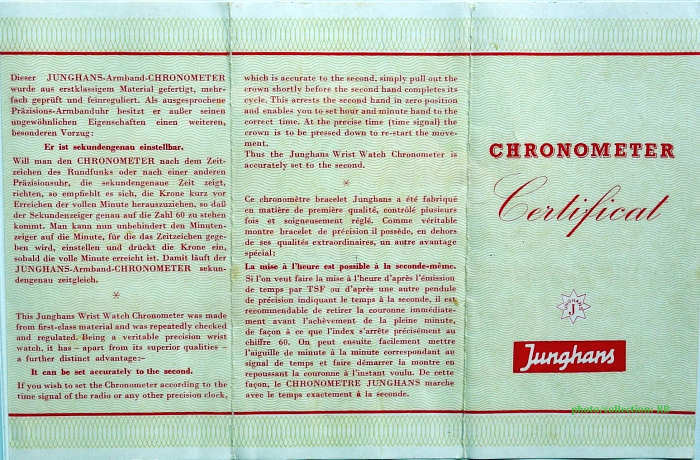 Dieser JUNGHANS-Armband-CHRONOMETER
wurde aus erstklassigem Material gefertigt, mehr-
fach geprüft und feinreguliert. Als ausgesprochene
Präzisions-Armbanduhr besitzt er außer seinen
ungewöhnlichen Eigenschaften einen weiteren,
besonderen Vorzug:
Er ist sekundengenau einstellbar.
Will man den CHRONOMETER nach dem Zeit-
zeichen des Rundfunks oder nach einer anderen
Präzisionsuhr, die sekundengenaue Zeit zeigt,
richten, so empfiehlt es sich, die Krone kurz vor
Erreichen der vollen Minute herauszuziehen, so daß
der Sekundenzeiger genau auf die Zahl 60 zu stehen
kommt. Man kann nun unbehindert den Minuten-
zeiger auf die Minute, für die das Zeitzeichen gege-
ben wird, einstellen und drückt die Krone ein,
sobald die volle Minute erreicht ist. Damit läuft der
JUNGHANS-Armband-CHRONOMETER sekun-
dengenau zeitgleich.
*
This Junghans Wrist Watch Chronometer was made
from first-class material and was repeatedly checked
and regulated. Being a veritable precision wrist
watch, it has – apart from its superior qualities –
a further distinct advantage:–
It can be set accurately to the second.
If you wish to set the Chronometer according to the
time signal of the radio or any other precision clock,
which is accurate to the second, simply pull out the
crown shortly before the second hand completes its
cycle. This arrests the second hand in zero position
and enables you to set hour and minute hand to the
correct time. At the precise time (time signal) the
crown is to be pressed down to re-start the move-
ment.
Thus the Junghans Wrist Watch Chronometer is
accurately set to the second.
*
Ce chronomètre bracelet Junghans a été fabriqué
en matière de première qualité, contrôlé plusieurs
fois et soigneusement réglé. Comme véritable
montre bracelet de précision il possède, en dehors
de ses qualités extraordinaires, un autre avantage
spécial:
La mise à l'heure est possible à la seconde-même.
Si l'on veut faire la mise à l'heure d'après l'émission
de temps par TSF ou d'après une autre pendule
de précision indiquant le temps à la seconde, il est
recommandable de retirer la couronne immédiate-
ment avant l'achèvement de la pleine minute,
de façon à ce que l'index s'arrête précisément au
chiffre 60. On peut ensuite facilement mettre
l'aiguille de minute à la minute correspondant au
signal de temps et faire démarrer la montre en
repoussant la couronne à l'instant voulu. De cette
façon, le CHRONOMETRE JUNGHANS marche
avec le temps exactement à la seconde.
CHRONOMETER
Certificat
JUNGHANS
J
Junghans
photo/collection: BR